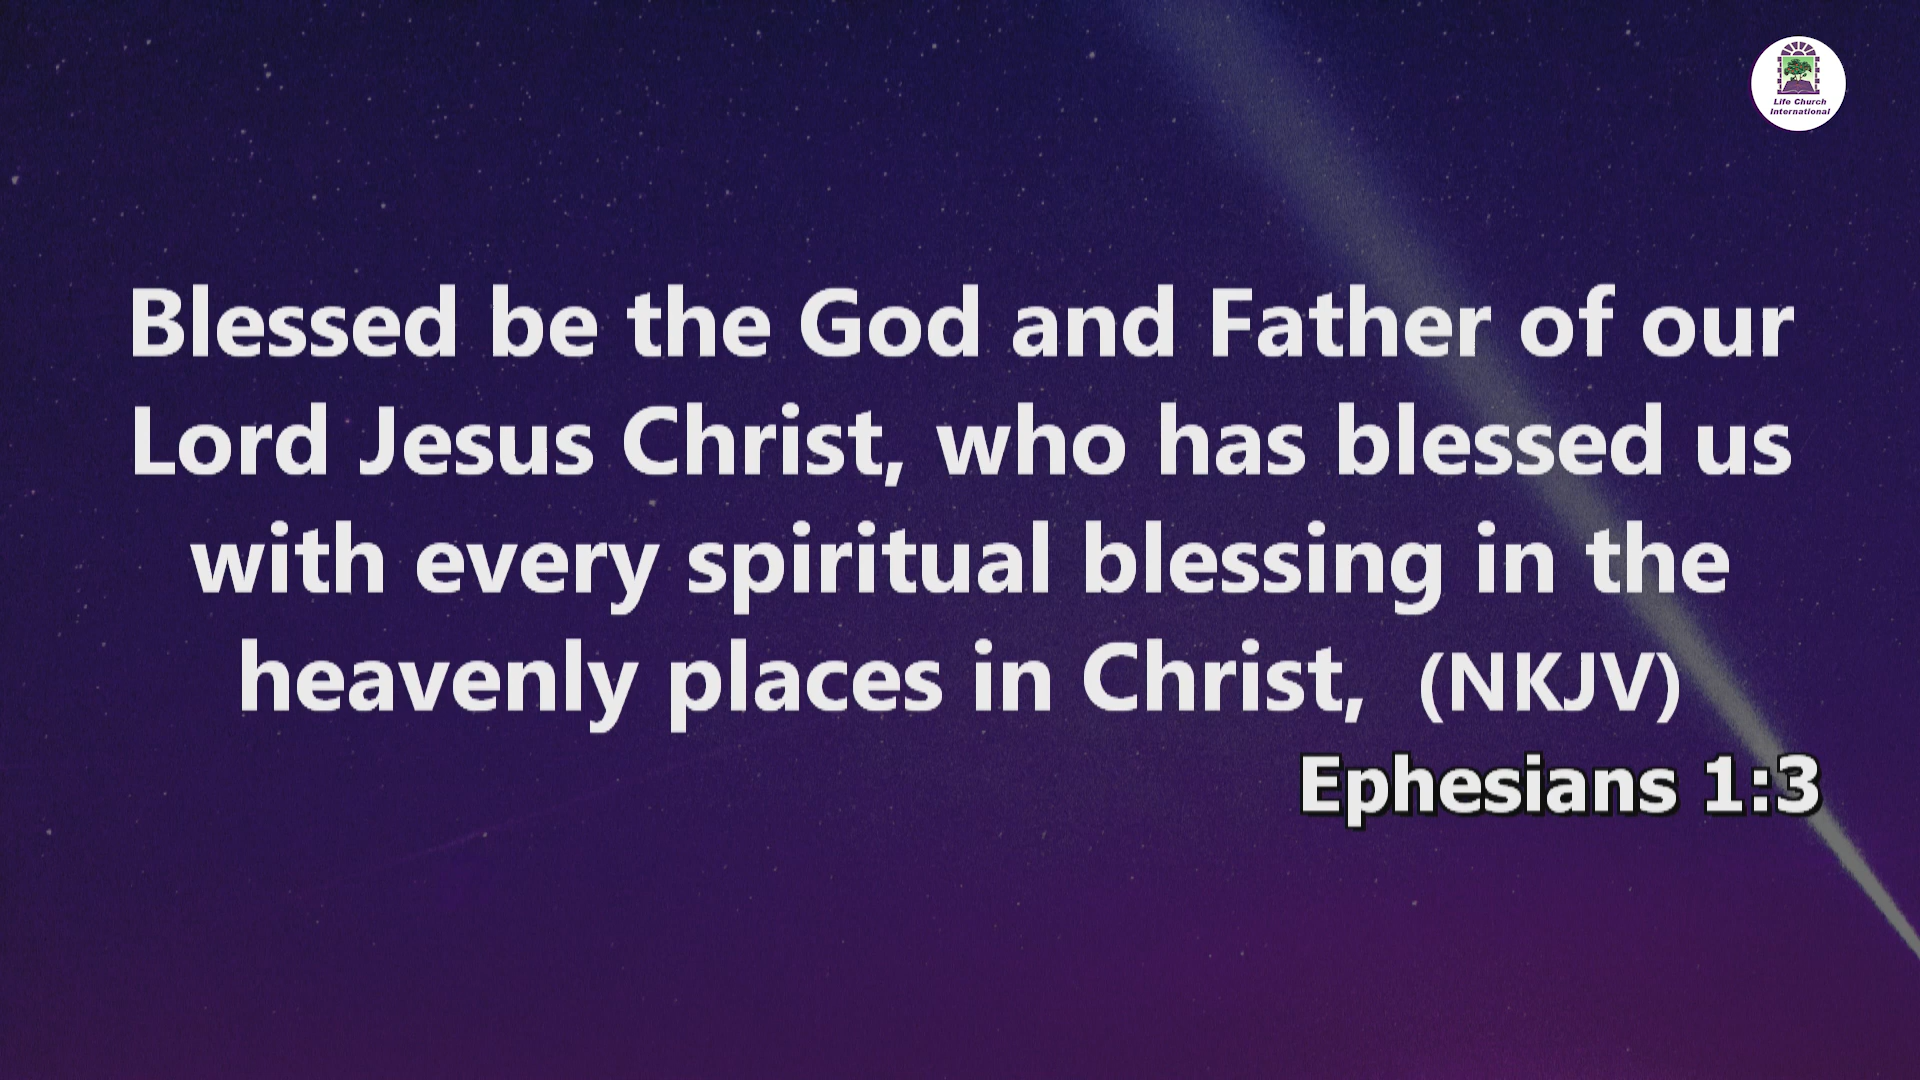 Life Church
International
Blessed be the God and Father of our
Lord Jesus Christ, who has blessed us
with every spiritual blessing in the
heavenly places in Christ, (NKJV)
Ephesians 1:3